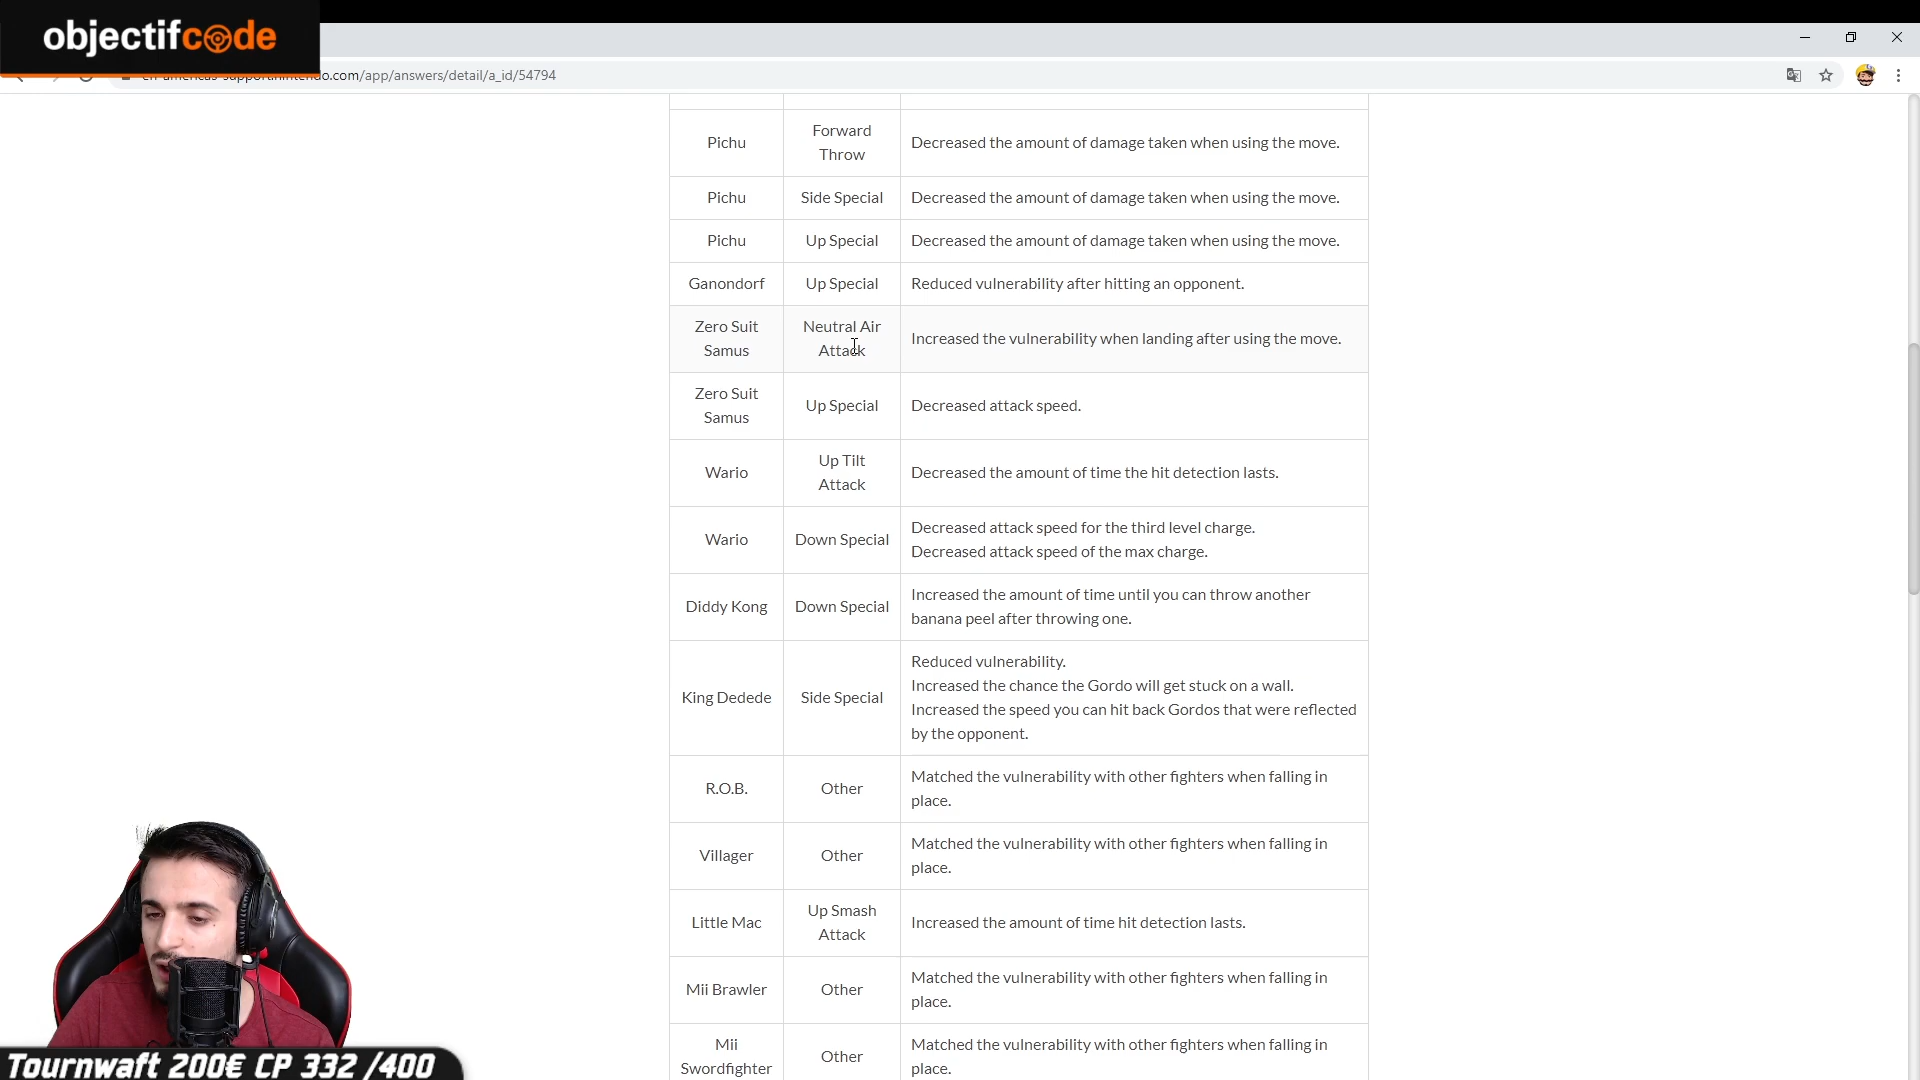 objectifcode
en-americas-support.nintendo.com/app/answers/detail/a_id/54794
Pichu
Forward
Throw
Decreased the amount of damage taken when using the move.
Pichu
Side Special
Decreased the amount of damage taken when using the move.
Pichu
Up Special
Decreased the amount of damage taken when using the move.
Ganondorf
Up Special
Reduced vulnerability after hitting an opponent.
Zero Suit
Samus
Neutral Air
Attack
Increased the vulnerability when landing after using the move.
Zero Suit
Samus
Up Special
Decreased attack speed.
Wario
Up Tilt
Attack
Decreased the amount of time the hit detection lasts.
Wario
Down Special
Decreased attack speed for the third level charge.
Decreased attack speed of the max charge.
Diddy Kong
Down Special
Increased the amount of time until you can throw another
banana peel after throwing one.
King Dedede
Side Special
Reduced vulnerability.
Increased the chance the Gordo will get stuck on a wall.
Increased the speed you can hit back Gordos that were reflected
by the opponent.
R.O.B.
Other
Matched the vulnerability with other fighters when falling in
place.
Villager
Other
Matched the vulnerability with other fighters when falling in
place.
Little Mac
Up Smash
Attack
Increased the amount of time hit detection lasts.
Mii Brawler
Other
Matched the vulnerability with other fighters when falling in
place.
Mii
Swordfighter
Other
Matched the vulnerability with other fighters when falling in
place.
Tournwaft 200€ CP 332 /400